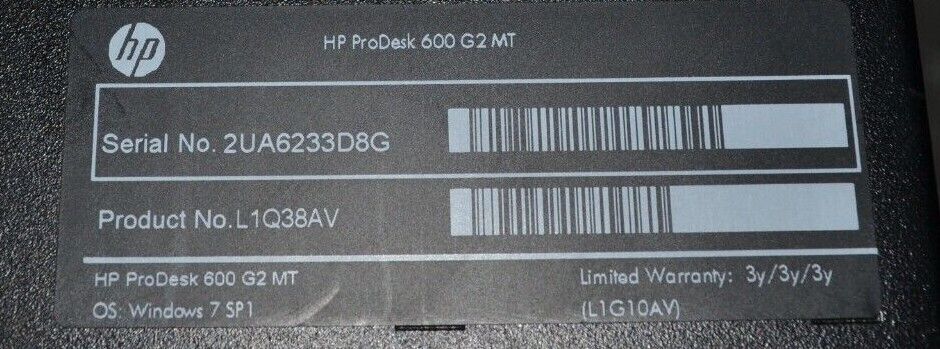 hp
HP ProDesk 600 G2 MT
Serial No. 2UA6233D8G
Product No.L1Q38AV
HP ProDesk 600 G2 MT
Limited Warranty: 3y/3y/3y
OS: Windows 7 SP1
(L1G10AV)